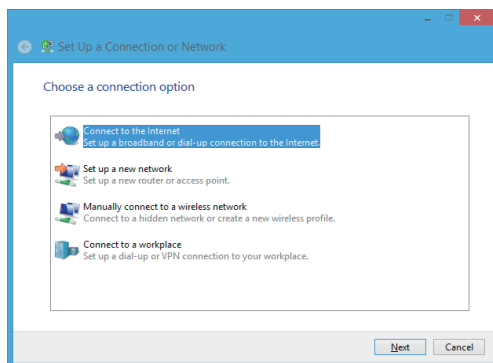 Set Up a Connection or Network
Choose a connection option
Connect to the Internet
Set up a broadband or dial-up connection to the Internet.
Set up a new network
Set up a new router or access point.
Manually connect to a wireless network
Connect to a hidden network or create a new wireless profile.
Connect to a workplace
Set up a dial-up or VPN connection to your workplace.
Next Cancel